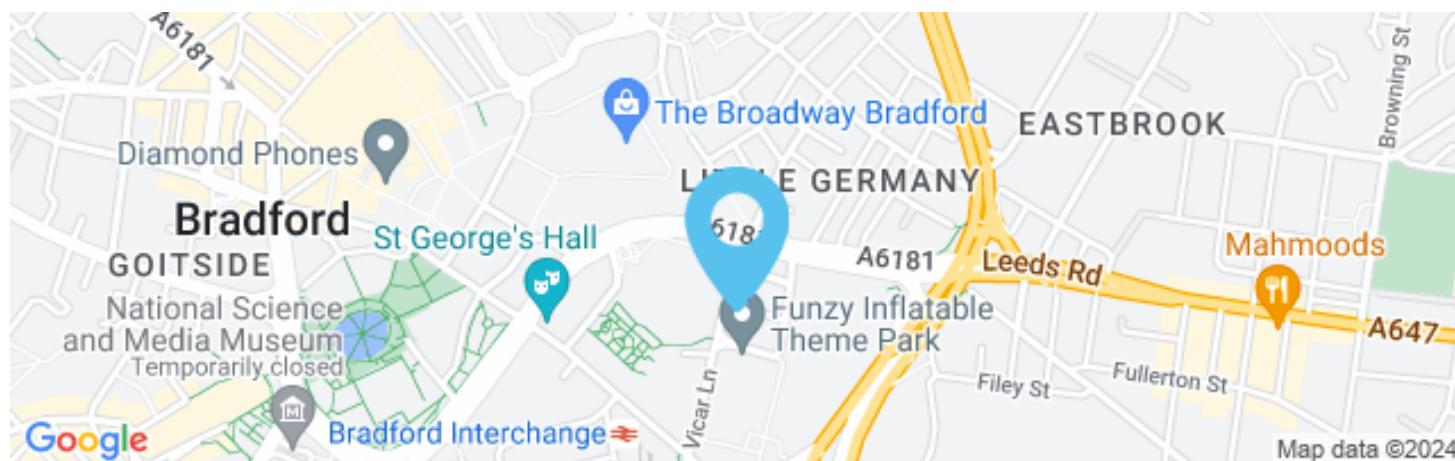 A6181
The Broadway Bradford
EASTBROOK
Browning St
Diamond Phones
LITTLE GERMANY
Bradford
St George's Hall
A6181
Leeds Rd
Mahmoods
GOITSIDE
National Science
and Media Museum
Temporarily closed
Funzy Inflatable
Theme Park
A647
Vicar Ln
Filey St
Fullerton St
Google
Bradford Interchange
Map data ©2024